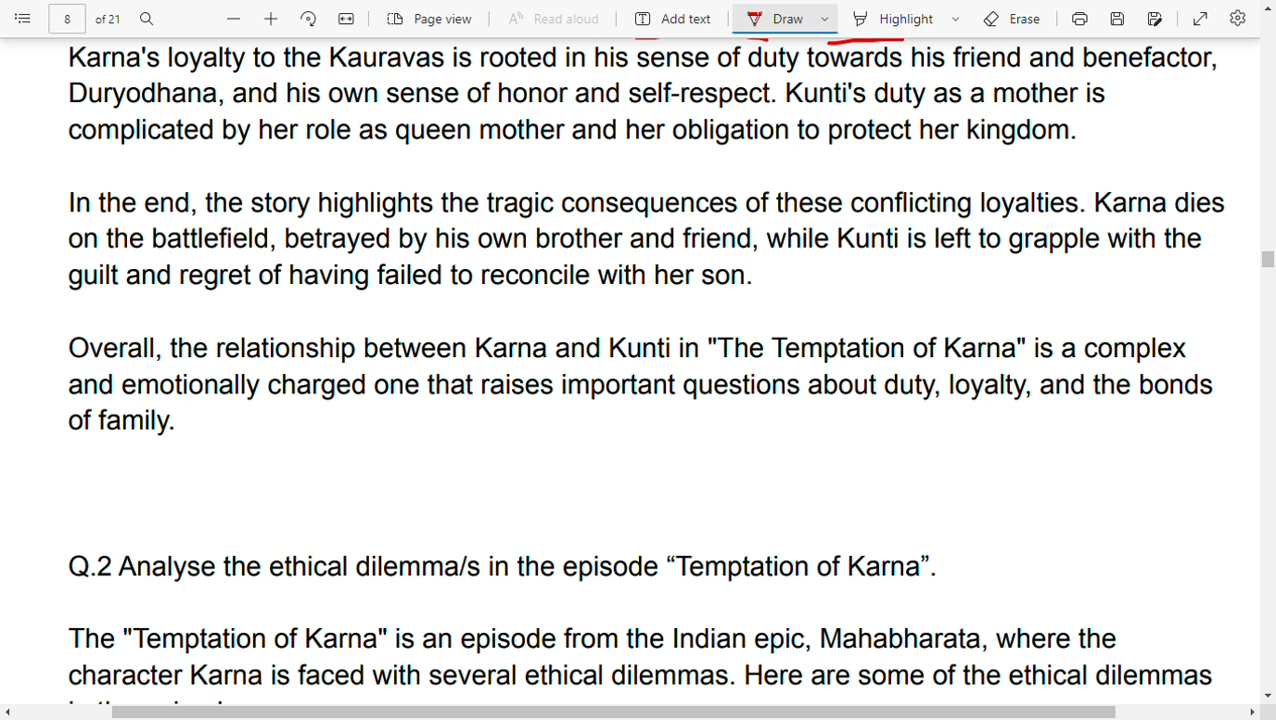 8 of 21 Page view Read aloud Add text Draw Highlight Erase
Karna's loyalty to the Kauravas is rooted in his sense of duty towards his friend and benefactor,
Duryodhana, and his own sense of honor and self-respect. Kunti's duty as a mother is
complicated by her role as queen mother and her obligation to protect her kingdom.
In the end, the story highlights the tragic consequences of these conflicting loyalties. Karna dies
on the battlefield, betrayed by his own brother and friend, while Kunti is left to grapple with the
guilt and regret of having failed to reconcile with her son.
Overall, the relationship between Karna and Kunti in "The Temptation of Karna" is a complex
and emotionally charged one that raises important questions about duty, loyalty, and the bonds
of family.
Q.2 Analyse the ethical dilemma/s in the episode “Temptation of Karna”.
The "Temptation of Karna" is an episode from the Indian epic, Mahabharata, where the
character Karna is faced with several ethical dilemmas. Here are some of the ethical dilemmas